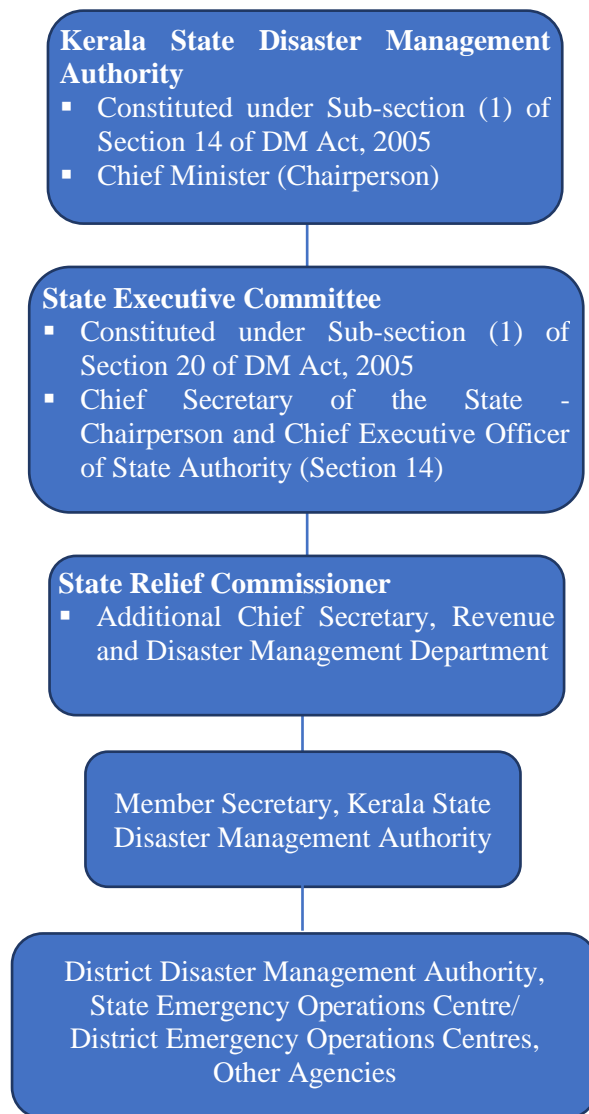 Kerala State Disaster Management
Authority
▪ Constituted under Sub-section (1) of
Section 14 of DM Act, 2005
▪ Chief Minister (Chairperson)
State Executive Committee
▪ Constituted under Sub-section (1) of
Section 20 of DM Act, 2005
▪ Chief Secretary of the State -
Chairperson and Chief Executive Officer
of State Authority (Section 14)
State Relief Commissioner
▪ Additional Chief Secretary, Revenue
and Disaster Management Department
Member Secretary, Kerala State
Disaster Management Authority
District Disaster Management Authority,
State Emergency Operations Centre/
District Emergency Operations Centres,
Other Agencies